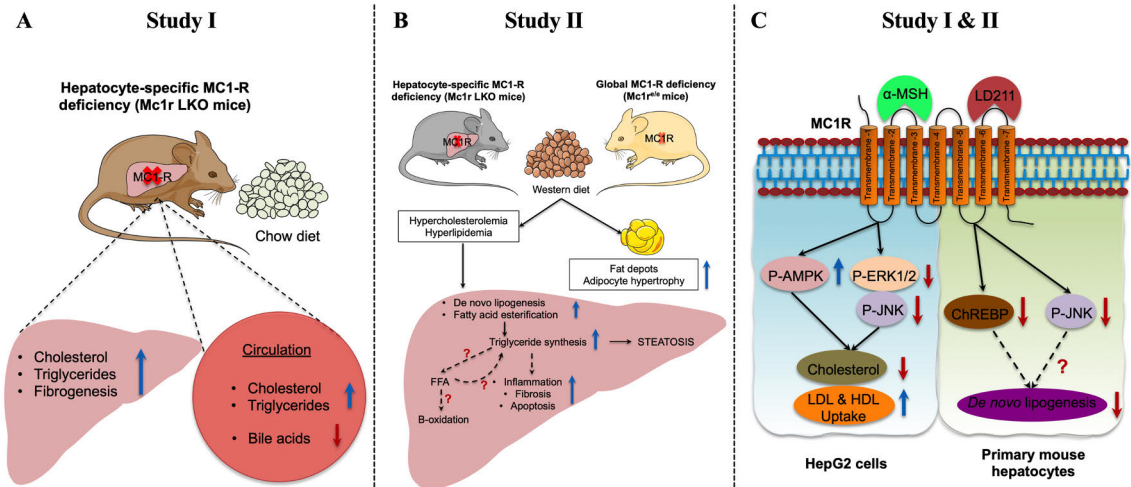 A
Study I
Hepatocyte-specific MC1-R
deficiency (Mc1r LKO mice)
MC1-R
Chow diet
• Cholesterol
• Triglycerides
• Fibrogenesis
Circulation
• Cholesterol
• Triglycerides
• Bile acids
B
Study II
Hepatocyte-specific MC1-R
deficiency (Mc1r LKO mice)
Global MC1-R deficiency
(Mc1r e/e mice)
MC1R
MC1R
Western diet
Hypercholesterolemia
Hyperlipidemia
Fat depots
Adipocyte hypertrophy
• De novo lipogenesis
• Fatty acid esterification
Triglyceride synthesis
STEATOSIS
?
FFA
?
?
B-oxidation
• Inflammation
• Fibrosis
• Apoptosis
C
Study I & II
α-MSH
LD211
MC1R
Transmembrane -1
Transmembrane -2
Transmembrane -3
Transmembrane -4
Transmembrane -5
Transmembrane -6
Transmembrane -7
P-AMPK
P-ERK1/2
P-JNK
ChREBP
P-JNK
Cholesterol
?
LDL & HDL
Uptake
De novo lipogenesis
HepG2 cells
Primary mouse
hepatocytes